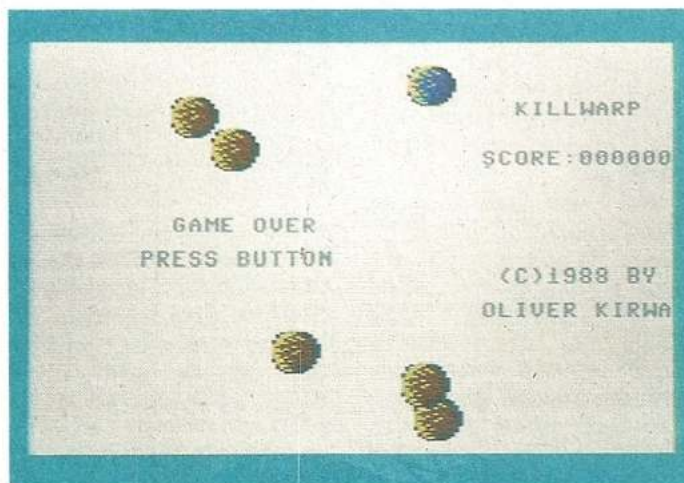 KILLWARP
SCORE:000000
GAME OVER
PRESS BUTTON
(C)1988 BY
OLIVER KIRWA